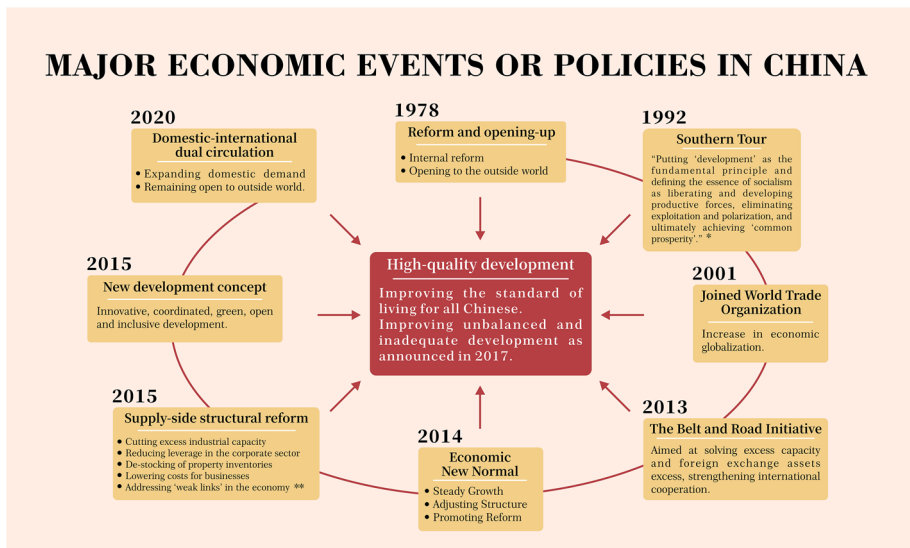 MAJOR ECONOMIC EVENTS OR POLICIES IN CHINA
1978
Reform and opening-up
• Internal reform
• Opening to the outside world
1992
Southern Tour
“Putting ‘development’ as the
fundamental principle and
defining the essence of socialism
as liberating and developing
productive forces, eliminating
exploitation and polarization, and
ultimately achieving ‘common
prosperity’.” *
2001
Joined World Trade
Organization
Increase in economic
globalization.
2013
The Belt and Road Initiative
Aimed at solving excess capacity
and foreign exchange assets
excess, strengthening international
cooperation.
2014
Economic
New Normal
• Steady Growth
• Adjusting Structure
• Promoting Reform
2015
Supply-side structural reform
• Cutting excess industrial capacity
• Reducing leverage in the corporate sector
• De-stocking of property inventories
• Lowering costs for businesses
• Addressing ‘weak links’ in the economy **
2015
New development concept
Innovative, coordinated, green, open
and inclusive development.
2020
Domestic-international
dual circulation
• Expanding domestic demand
• Remaining open to outside world.
High-quality development
Improving the standard of
living for all Chinese.
Improving unbalanced and
inadequate development as
announced in 2017.